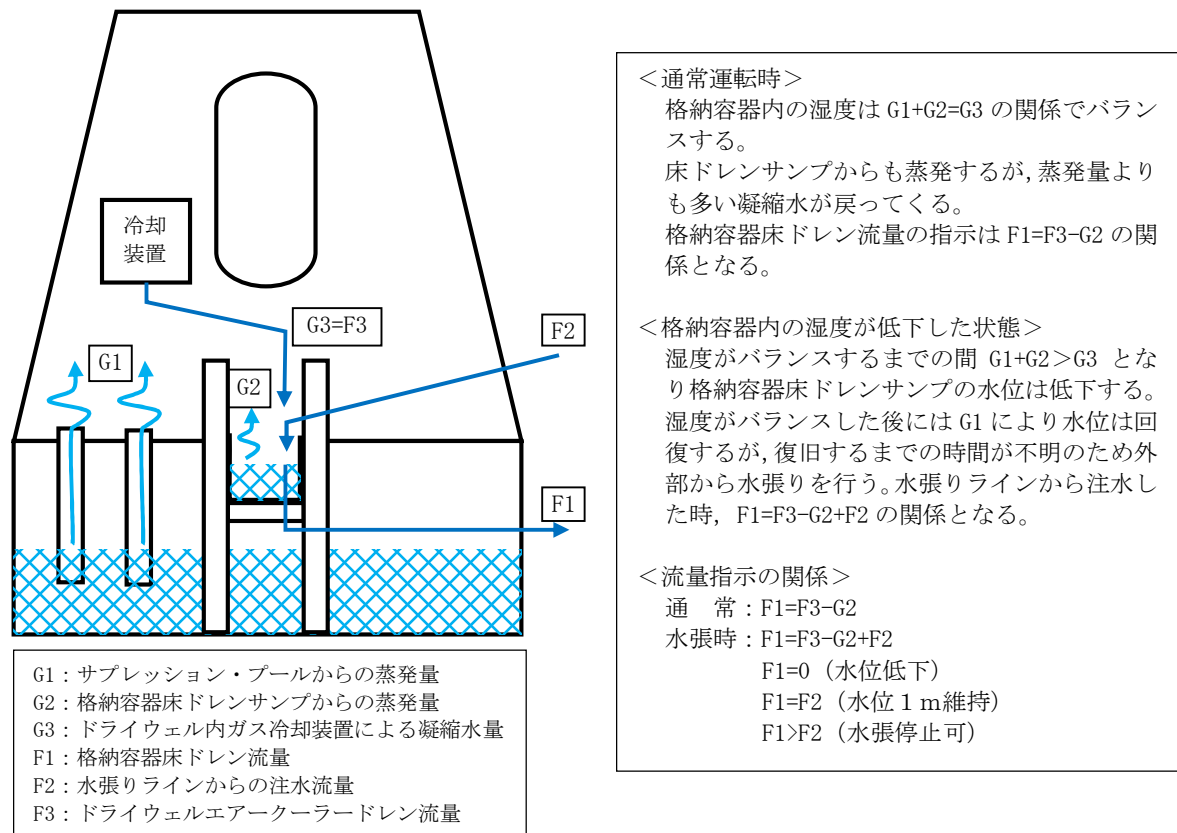 冷却
装置
G3=F3
F2
G1
G2
F1
G1：サプレッション・プールからの蒸発量
G2：格納容器床ドレンサンプからの蒸発量
G3：ドライウェル内ガス冷却装置による凝縮水量
F1：格納容器床ドレン流量
F2：水張りラインからの注水流量
F3：ドライウェルエアークーラードレン流量
＜通常運転時＞
格納容器内の湿度は G1+G2=G3 の関係でバラン
スする。
床ドレンサンプからも蒸発するが,蒸発量より
も多い凝縮水が戻ってくる。
格納容器床ドレン流量の指示は F1=F3-G2 の関
係となる。
＜格納容器内の湿度が低下した状態＞
湿度がバランスするまでの間 G1+G2＞G3 とな
り格納容器床ドレンサンプの水位は低下する。
湿度がバランスした後には G1 により水位は回
復するが,復旧するまでの時間が不明のため外
部から水張りを行う。水張りラインから注水し
た時, F1=F3-G2+F2 の関係となる。
＜流量指示の関係＞
通　常：F1=F3-G2
水張時：F1=F3-G2+F2
F1=0（水位低下）
F1=F2（水位１ｍ維持）
F1>F2（水張停止可）